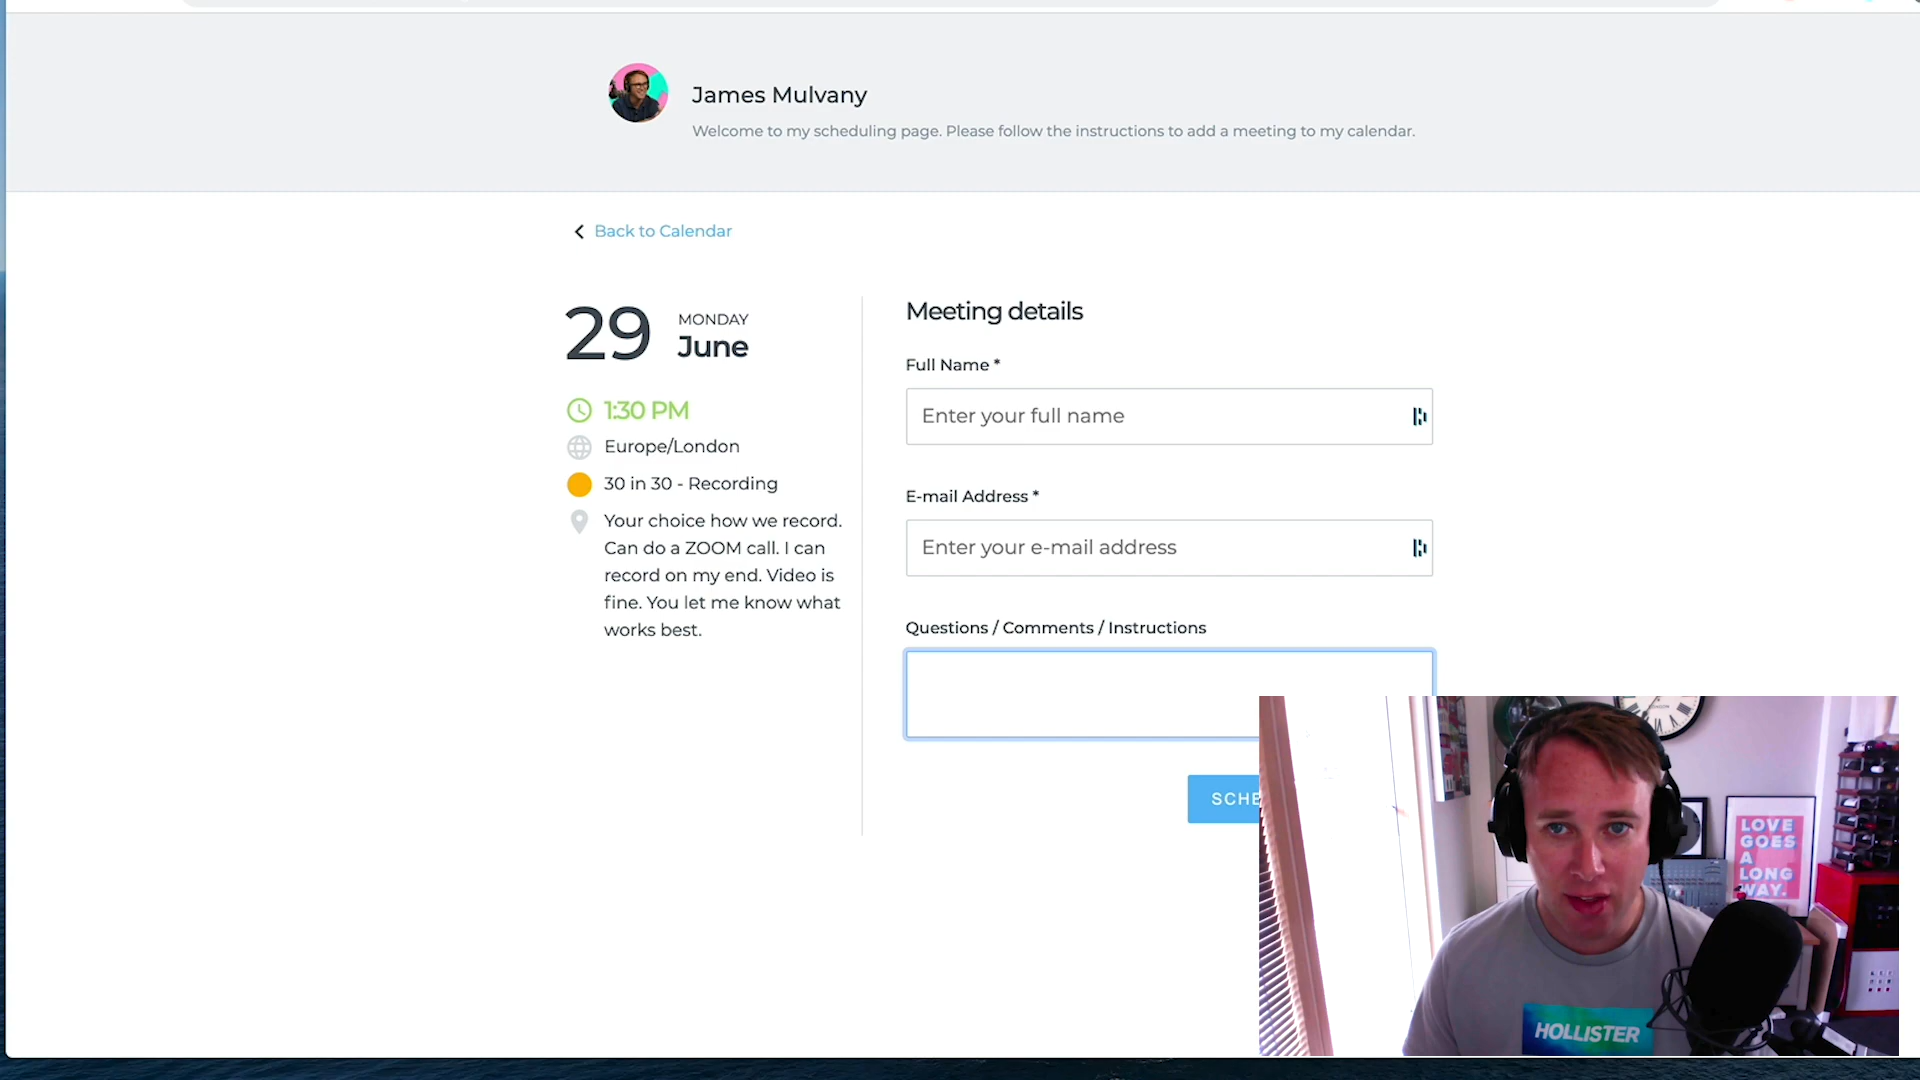 James Mulvany
Welcome to my scheduling page. Please follow the instructions to add a meeting to my calendar.
Back to Calendar
29
MONDAY
June
1:30 PM
Europe/London
30 in 30 - Recording
Your choice how we record.
Can do a ZOOM call. I can
record on my end. Video is
fine. You let me know what
works best.
Meeting details
Full Name *
Enter your full name
E-mail Address *
Enter your e-mail address
Questions / Comments / Instructions
SCHE
LOVE
GOES
A
LONG
WAY.
HOLLISTER